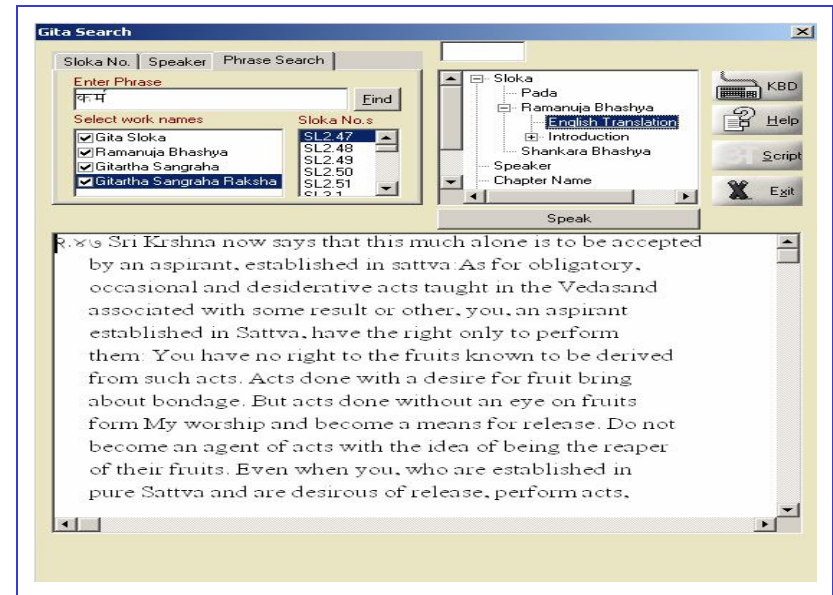 Gita Search
Sloka No. Speaker Phrase Search
Enter Phrase
कर्म
Find
Select work names
Sloka No.s
Gita Sloka
Ramanuja Bhashya
Gitartha Sangraha
Gitartha Sangraha Raksha
SL2.47
SL2.48
SL2.49
SL2.50
SL2.51
SL3.1
Sloka
Pada
Ramanuja Bhashya
English Translation
Introduction
Shankara Bhashya
Speaker
Chapter Name
Speak
KBD
Help
Script
Exit
२.४७ Sri Krshna now says that this much alone is to be accepted
by an aspirant, established in sattva:As for obligatory,
occasional and desiderative acts taught in the Vedasand
associated with some result or other, you, an aspirant
established in Sattva, have the right only to perform
them: You have no right to the fruits known to be derived
from such acts. Acts done with a desire for fruit bring
about bondage. But acts done without an eye on fruits
form My worship and become a means for release. Do not
become an agent of acts with the idea of being the reaper
of their fruits. Even when you, who are established in
pure Sattva and are desirous of release, perform acts,